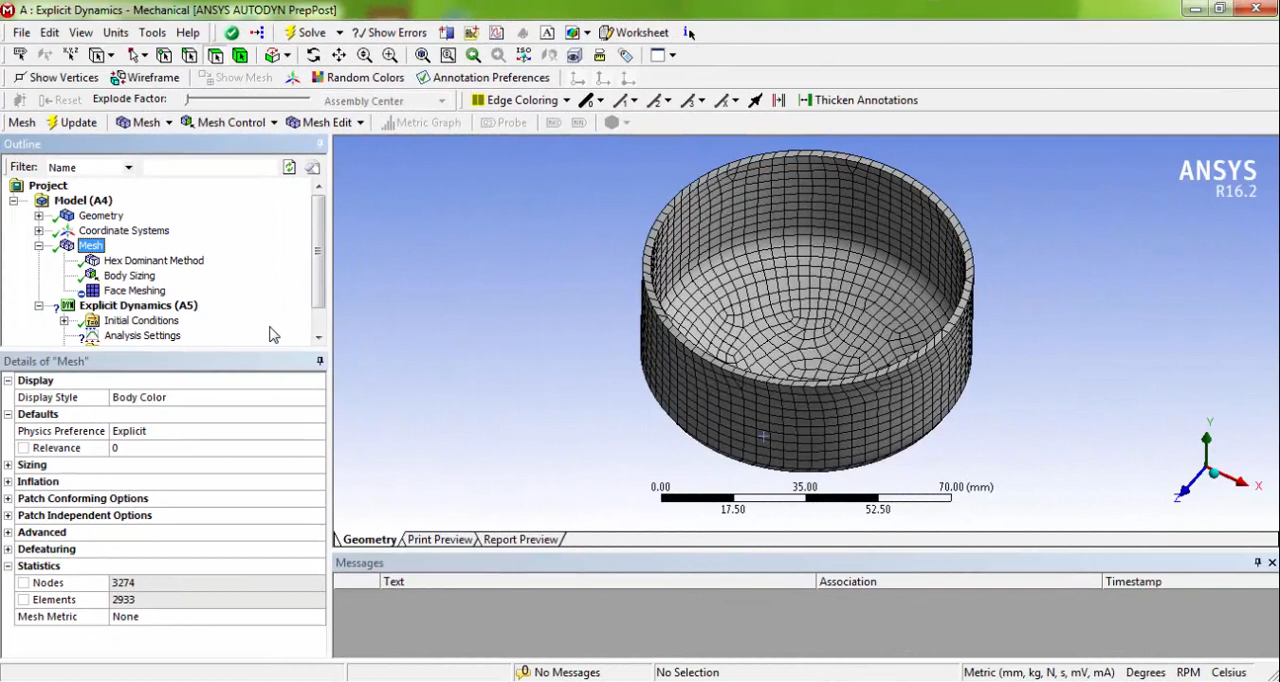 A : Explicit Dynamics - Mechanical [ANSYS AUTODYN PrepPost]
File Edit View Units Tools Help Solve ?/ Show Errors Worksheet
Show Vertices Wireframe Show Mesh Random Colors Annotation Preferences
Reset Explode Factor: Assembly Center Edge Coloring Thicken Annotations
Mesh Update Mesh Mesh Control Mesh Edit Metric Graph Probe
Outline
Filter: Name
Project
Model (A4)
Geometry
Coordinate Systems
Mesh
Hex Dominant Method
Body Sizing
Face Meshing
Explicit Dynamics (A5)
Initial Conditions
Analysis Settings
Details of "Mesh"
Display
Display Style Body Color
Defaults
Physics Preference Explicit
Relevance 0
Sizing
Inflation
Patch Conforming Options
Patch Independent Options
Advanced
Defeaturing
Statistics
Nodes 3274
Elements 2933
Mesh Metric None
ANSYS
R16.2
Y
X
Z
0.00 35.00 70.00 (mm)
17.50 52.50
Geometry Print Preview Report Preview
Messages
Text Association Timestamp
No Messages No Selection Metric (mm, kg, N, s, mV, mA) Degrees RPM Celsius